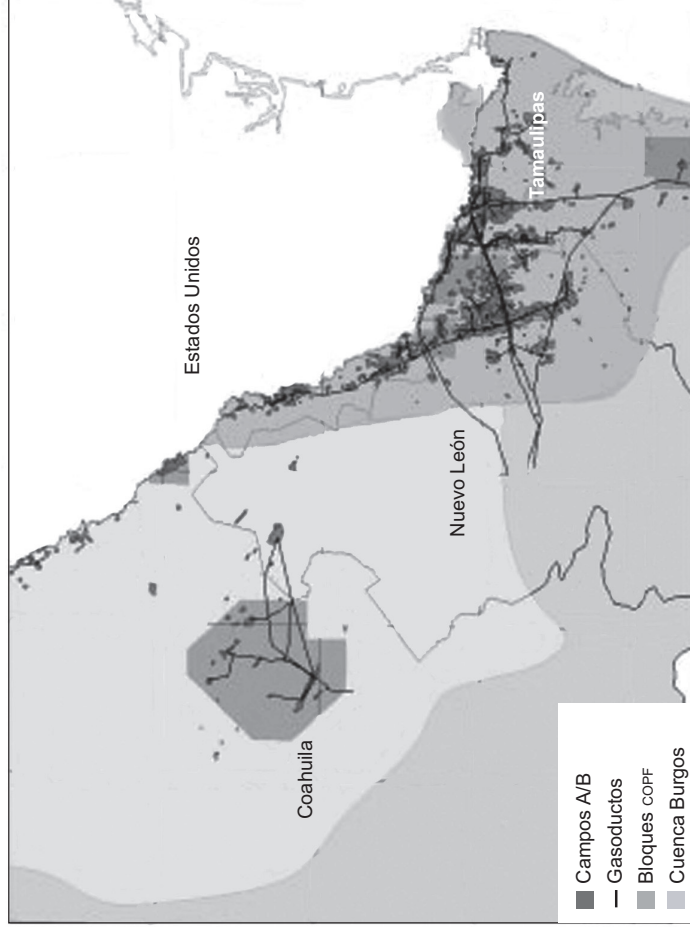 Estados Unidos
Tamaulipas
Nuevo León
Coahuila
Campos A/B
Gasoductos
Bloques COPF
Cuenca Burgos